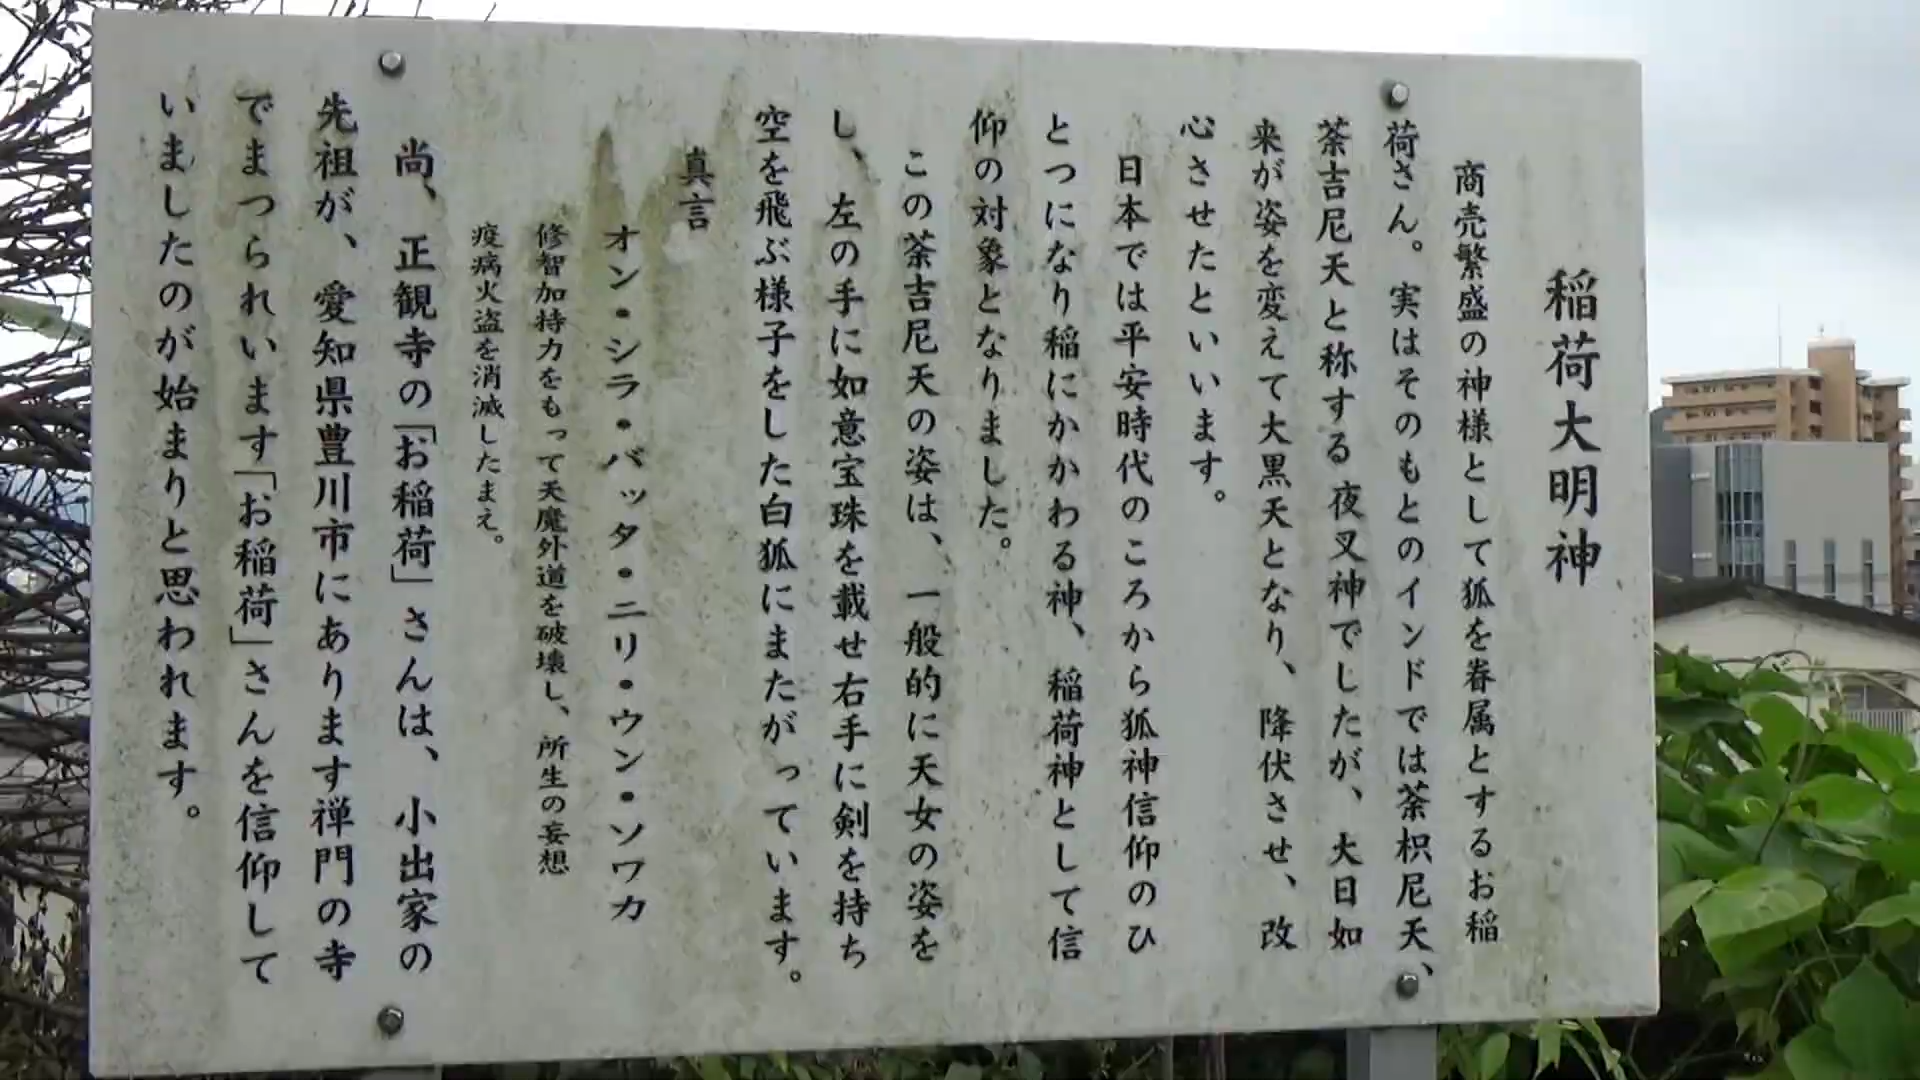 稲荷大明神
商売繁盛の神様として狐を眷属とするお稲
荷さん。実はそのもとのインドでは荼枳尼天、
荼吉尼天と称する夜叉神でしたが、大日如
来が姿を変えて大黒天となり、降伏させ、改
心させたといいます。
日本では平安時代のころから狐神信仰のひ
とつになり稲にかかわる神、稲荷神として信
仰の対象となりました。
この荼吉尼天の姿は、一般的に天女の姿を
し、左の手に如意宝珠を載せ右手に剣を持ち
空を飛ぶ様子をした白狐にまたがっています。
真言
オン・シラ・バッタ・ニリ・ウン・ソワカ
修智加持力をもって天魔外道を破壊し、所生の妄想
疫病火盗を消滅したまえ。
尚、正観寺の「お稲荷」さんは、小出家の
先祖が、愛知県豊川市にあります禅門の寺
でまつられいます「お稲荷」さんを信仰して
いましたのが始まりと思われます。